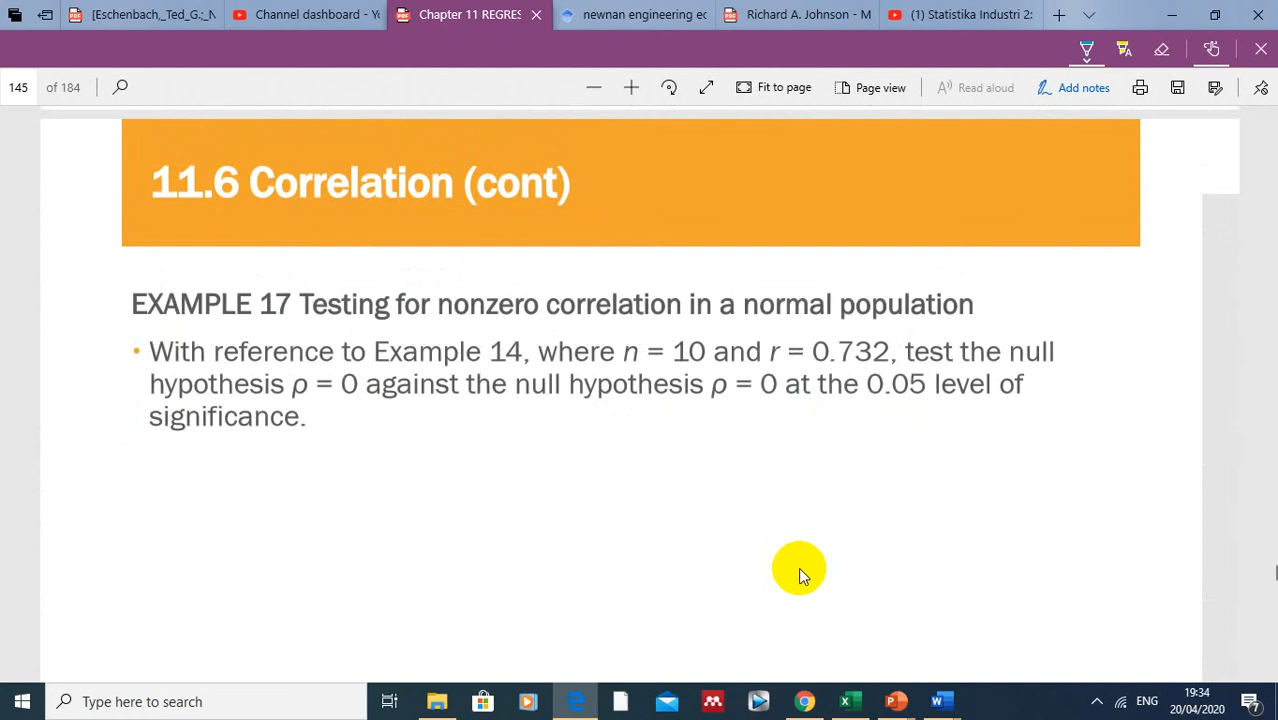 [Eschenbach,_Ted_G.;_N
Channel dashboard - Yo
Chapter 11 REGRES
newnan engineering ec
Richard A. Johnson - M
(1) Statistika Industri 2:
145 of 184
Fit to page
Page view
Read aloud
Add notes
11.6 Correlation (cont)
EXAMPLE 17 Testing for nonzero correlation in a normal population
• With reference to Example 14, where n = 10 and r = 0.732, test the null
hypothesis ρ = 0 against the null hypothesis ρ = 0 at the 0.05 level of
significance.
Type here to search
ENG
19:34
20/04/2020
7